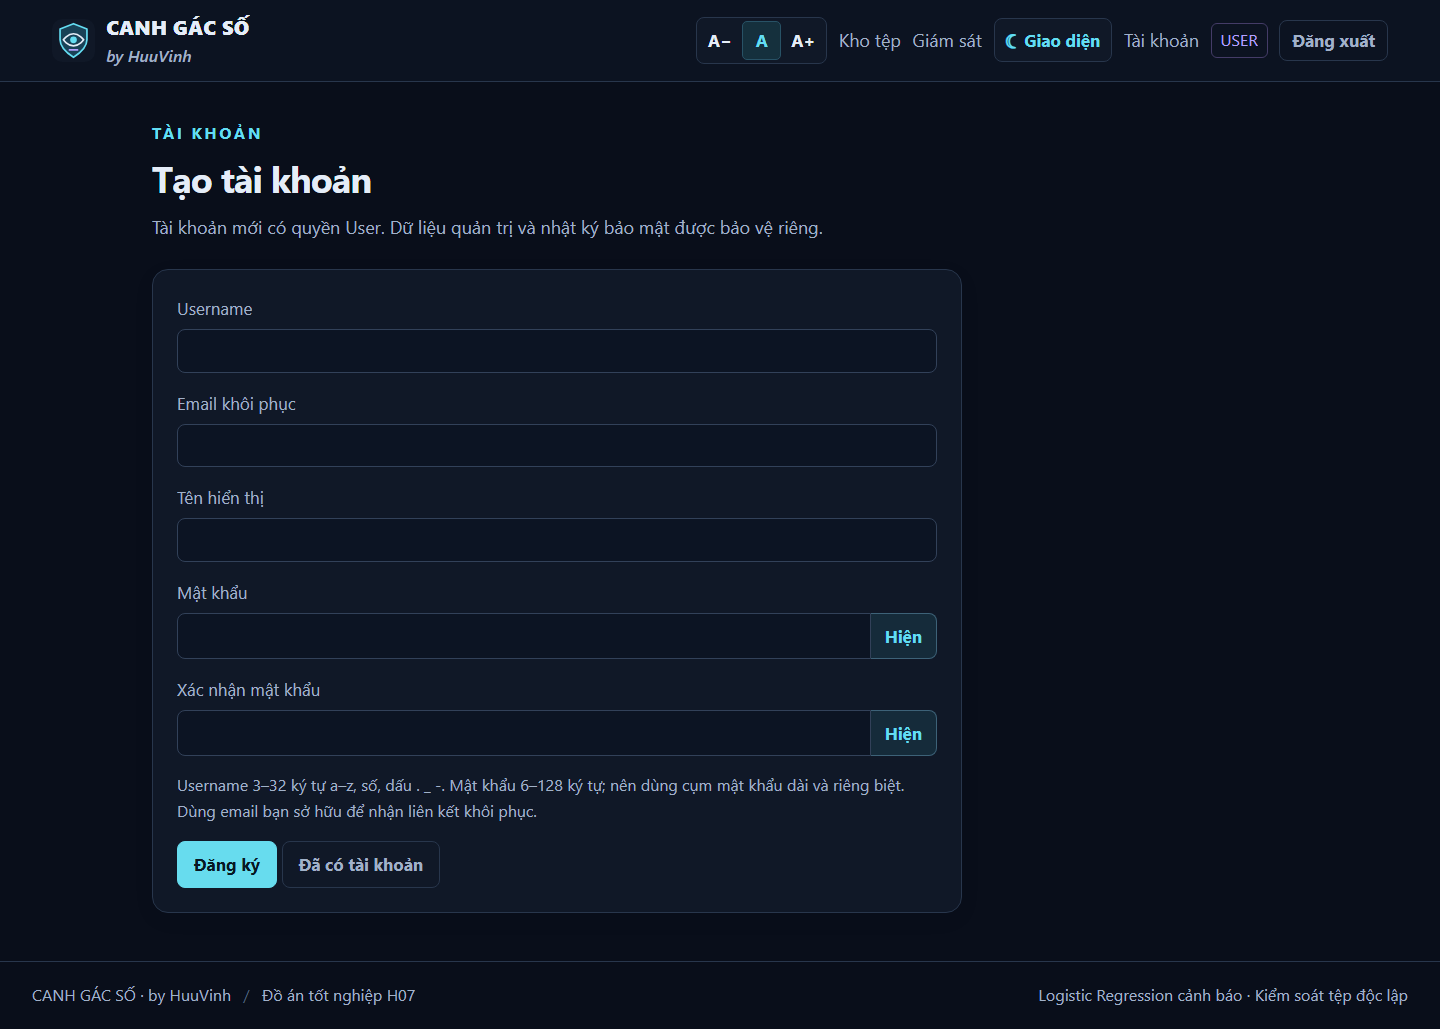 CANH GÁC SỐ
by HuuVinh
A− A A+ Kho tệp Giám sát Giao diện Tài khoản USER Đăng xuất
TÀI KHOẢN
Tạo tài khoản
Tài khoản mới có quyền User. Dữ liệu quản trị và nhật ký bảo mật được bảo vệ riêng.
Username
Email khôi phục
Tên hiển thị
Mật khẩu
Hiện
Xác nhận mật khẩu
Hiện
Username 3–32 ký tự a–z, số, dấu . _ -. Mật khẩu 6–128 ký tự; nên dùng cụm mật khẩu dài và riêng biệt.
Dùng email bạn sở hữu để nhận liên kết khôi phục.
Đăng ký Đã có tài khoản
CANH GÁC SỐ · by HuuVinh / Đồ án tốt nghiệp H07
Logistic Regression cảnh báo · Kiểm soát tệp độc lập